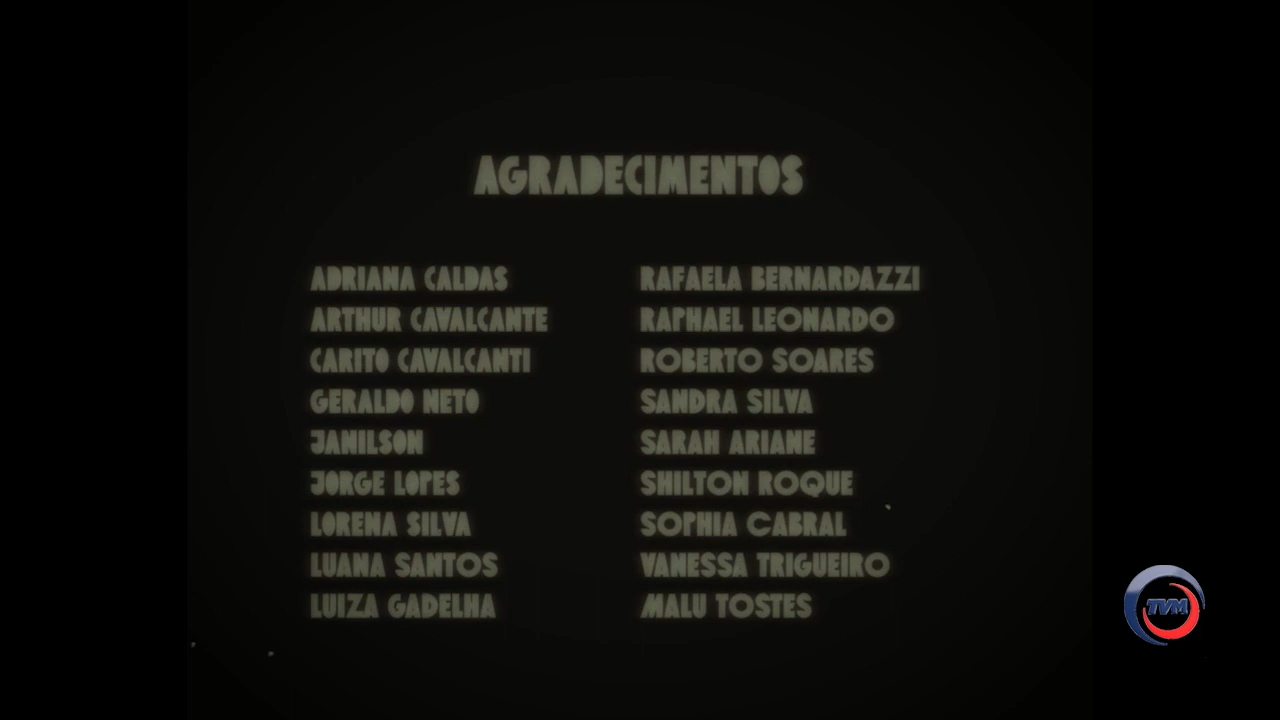 AGRADECIMENTOS
ADRIANA CALDAS
ARTHUR CAVALCANTE
CARITO CAVALCANTI
GERALDO NETO
JANILSON
JORGE LOPES
LORENA SILVA
LUANA SANTOS
LUIZA GADELHA
RAFAELA BERNARDAZZI
RAPHAEL LEONARDO
ROBERTO SOARES
SANDRA SILVA
SARAH ARIANE
SHILTON ROQUE
SOPHIA CABRAL
VANESSA TRIGUEIRO
MALU TOSTES
TVM